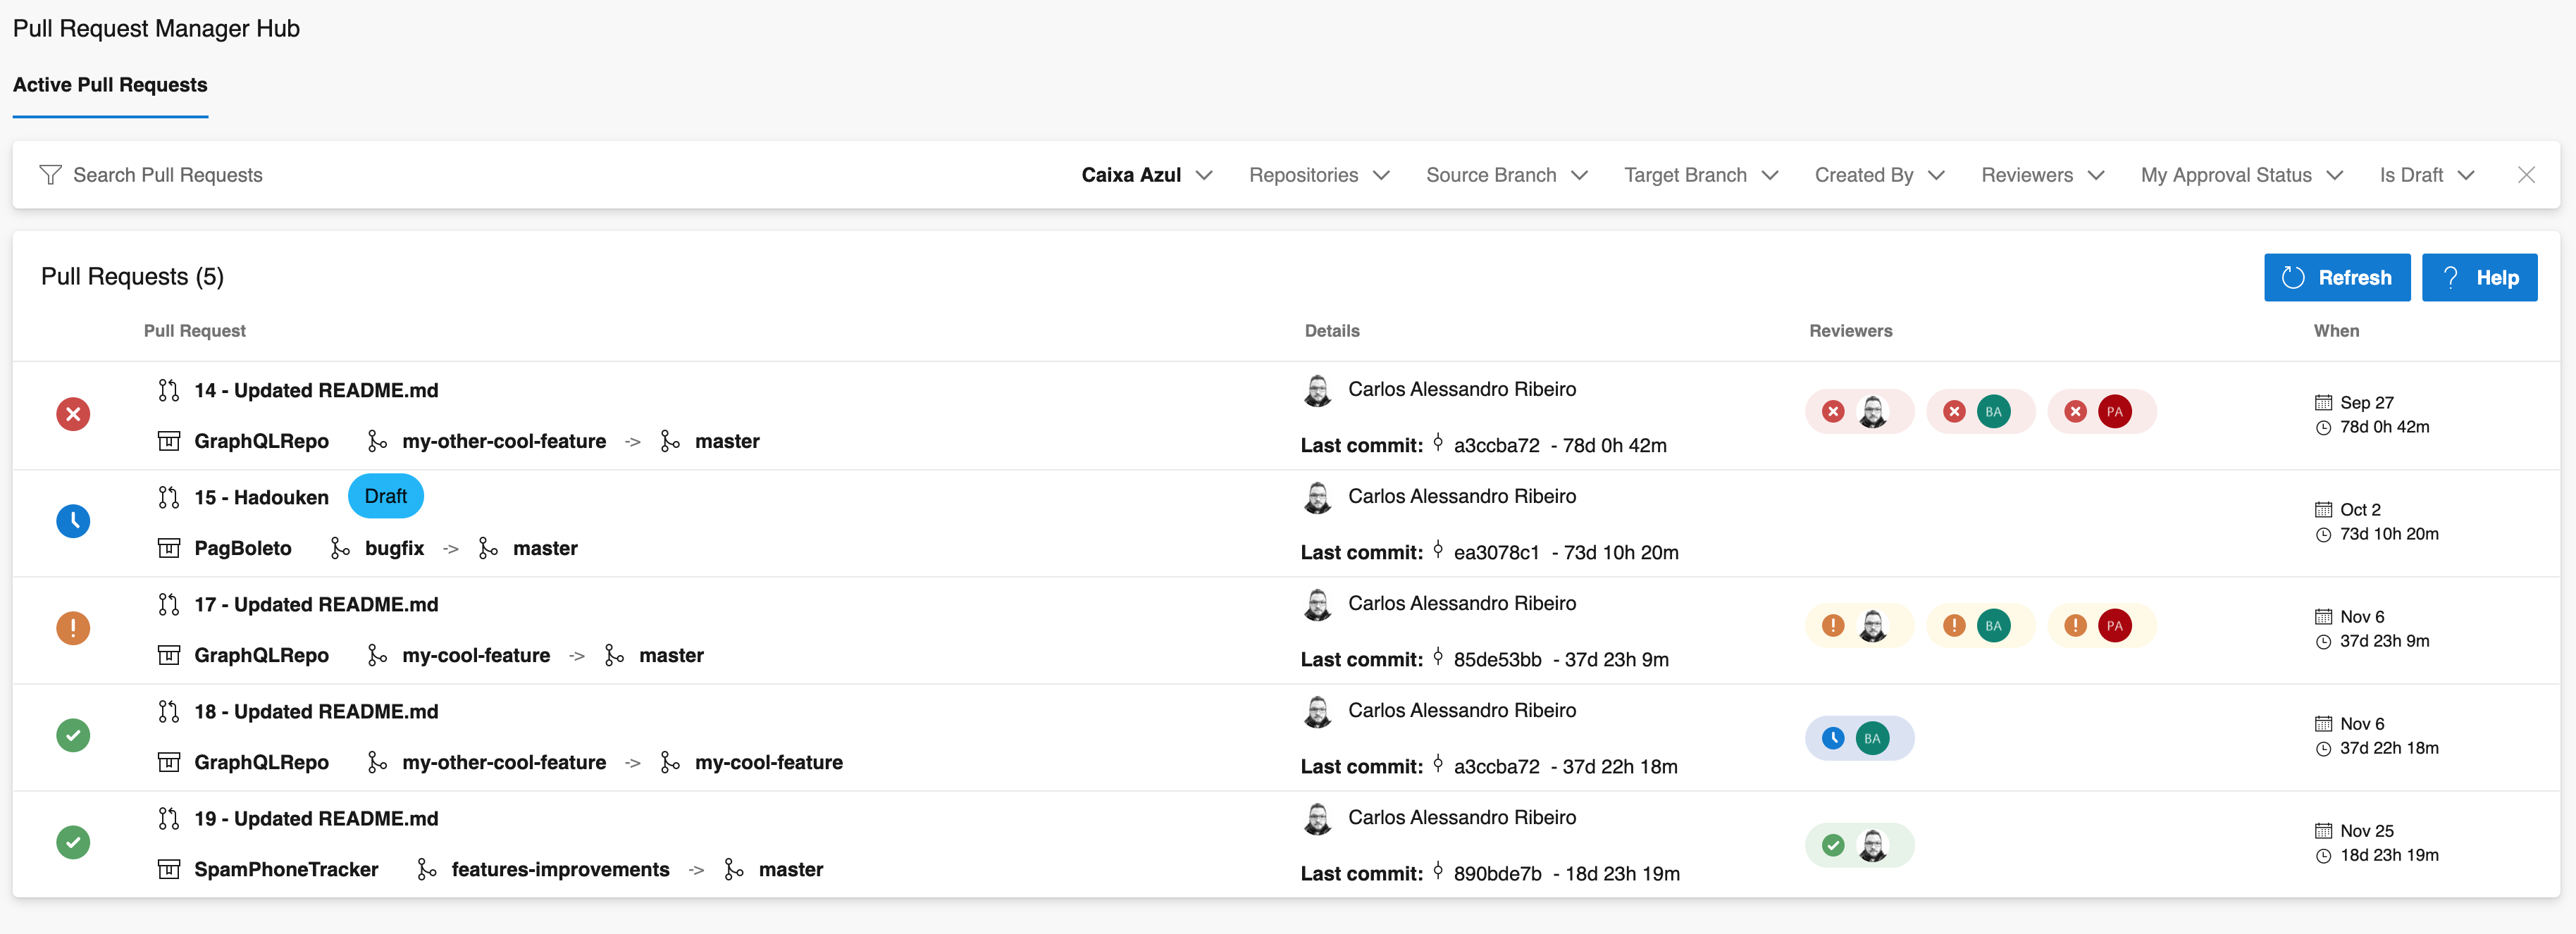 Pull Request Manager Hub
Active Pull Requests
Search Pull Requests Caixa Azul Repositories Source Branch Target Branch Created By Reviewers My Approval Status Is Draft
Pull Requests (5) Refresh ? Help
Pull Request Details Reviewers When
14 - Updated README.md Carlos Alessandro Ribeiro BA PA Sep 27
GraphQLRepo my-other-cool-feature -> master Last commit: a3ccba72 - 78d 0h 42m 78d 0h 42m
15 - Hadouken Draft Carlos Alessandro Ribeiro Oct 2
PagBoleto bugfix -> master Last commit: ea3078c1 - 73d 10h 20m 73d 10h 20m
17 - Updated README.md Carlos Alessandro Ribeiro BA PA Nov 6
GraphQLRepo my-cool-feature -> master Last commit: 85de53bb - 37d 23h 9m 37d 23h 9m
18 - Updated README.md Carlos Alessandro Ribeiro BA Nov 6
GraphQLRepo my-other-cool-feature -> my-cool-feature Last commit: a3ccba72 - 37d 22h 18m 37d 22h 18m
19 - Updated README.md Carlos Alessandro Ribeiro Nov 25
SpamPhoneTracker features-improvements -> master Last commit: 890bde7b - 18d 23h 19m 18d 23h 19m